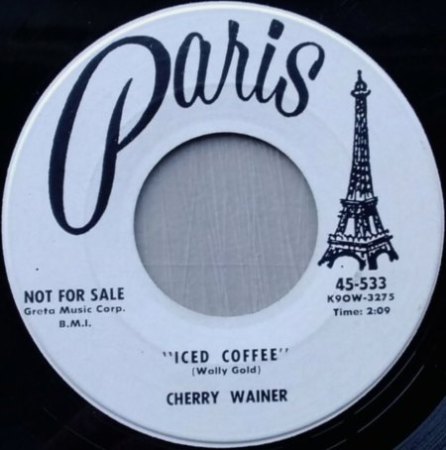 Paris
NOT FOR SALE
Greta Music Corp.
B.M.I.
45-533
K9OW-3275
Time: 2:09
"ICED COFFEE"
(Wally Gold)
CHERRY WAINER